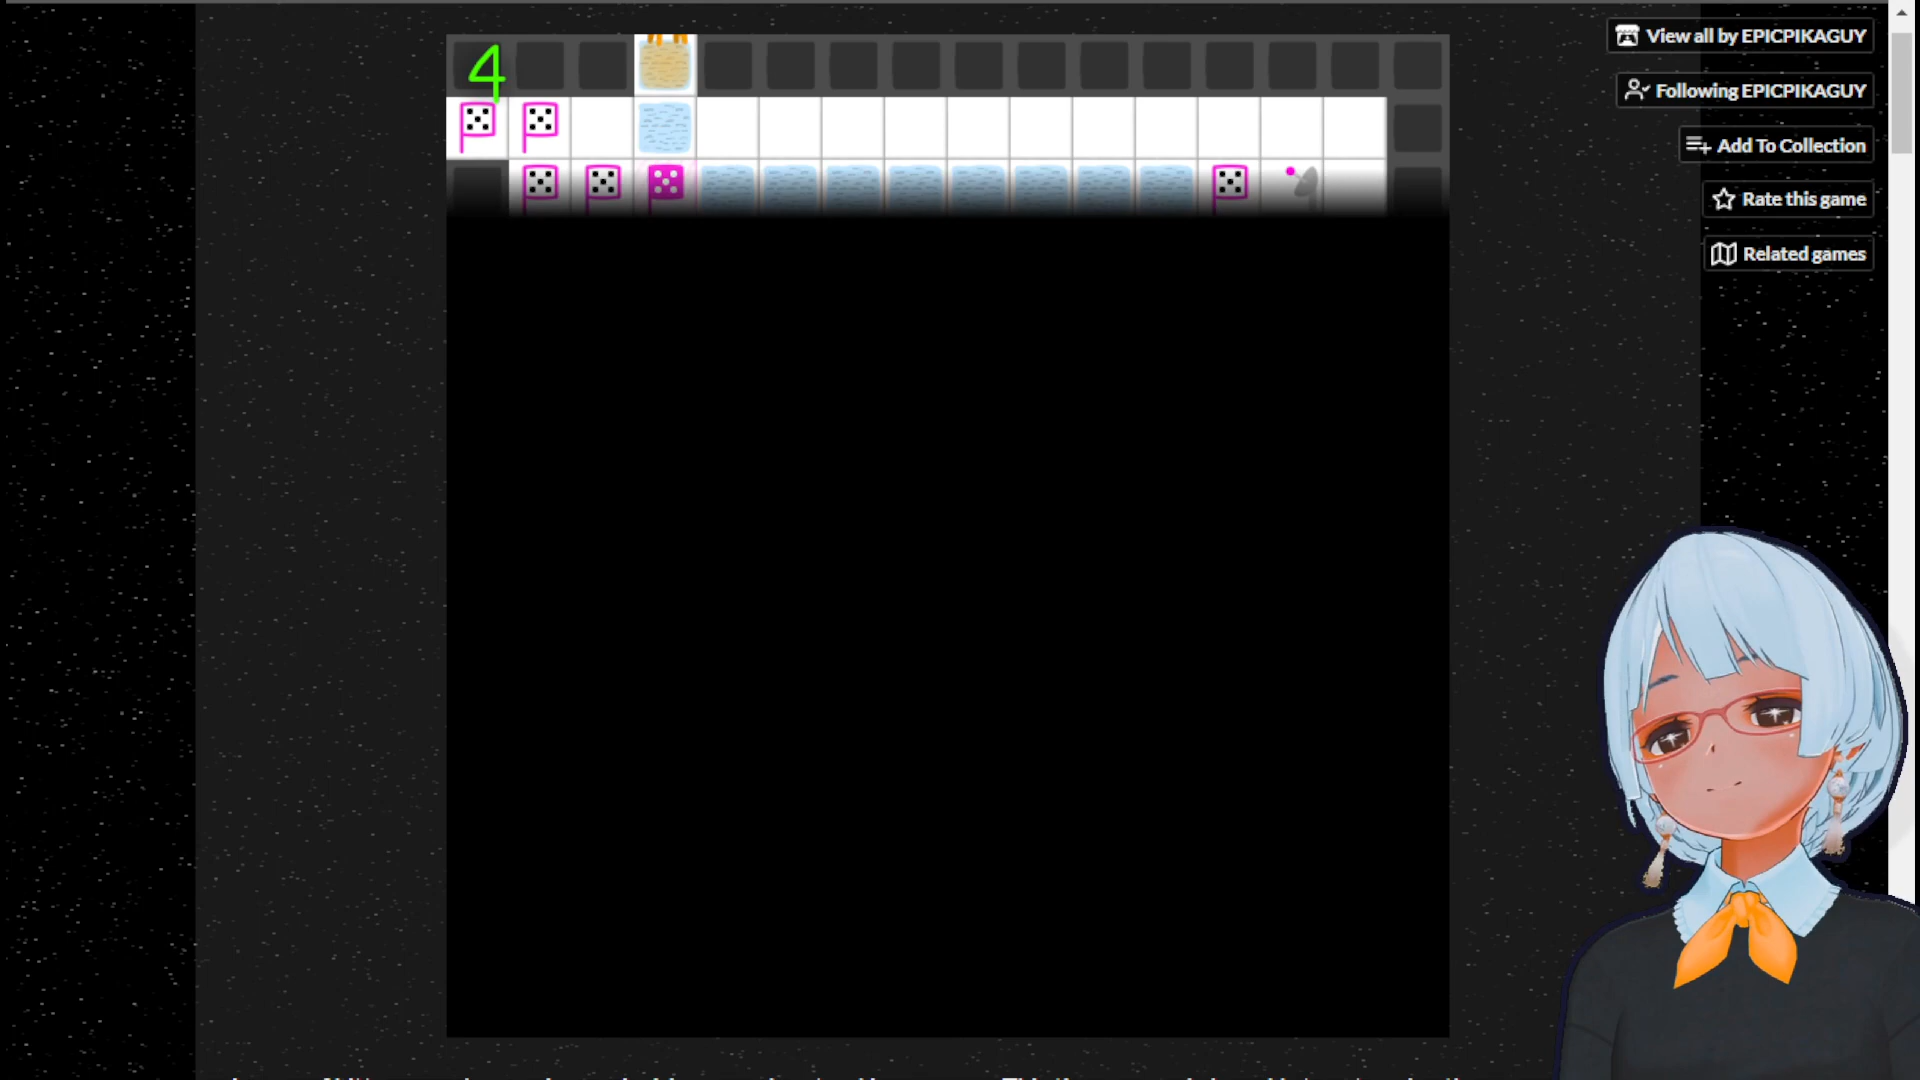 4
View all by EPICPIKAGUY
Following EPICPIKAGUY
Add To Collection
Rate this game
Related games